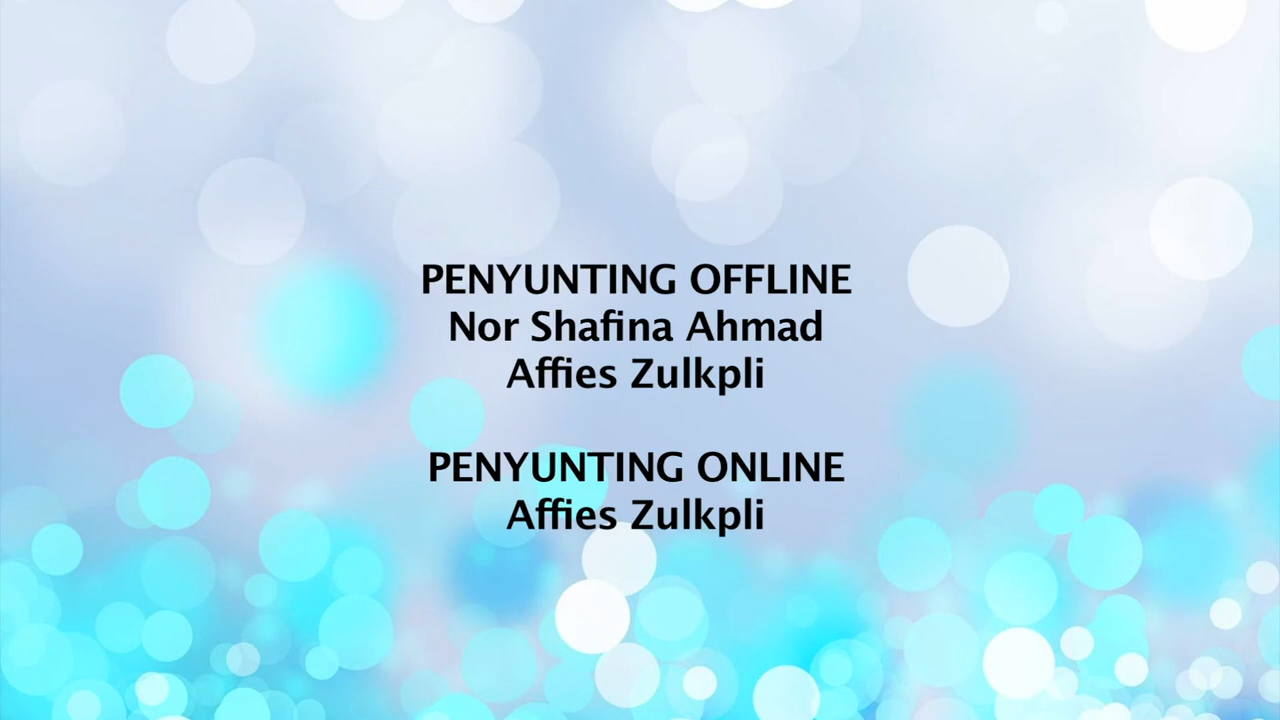 PENYUNTING OFFLINE
Nor Shafina Ahmad
Affies Zulkpli
PENYUNTING ONLINE
Affies Zulkpli